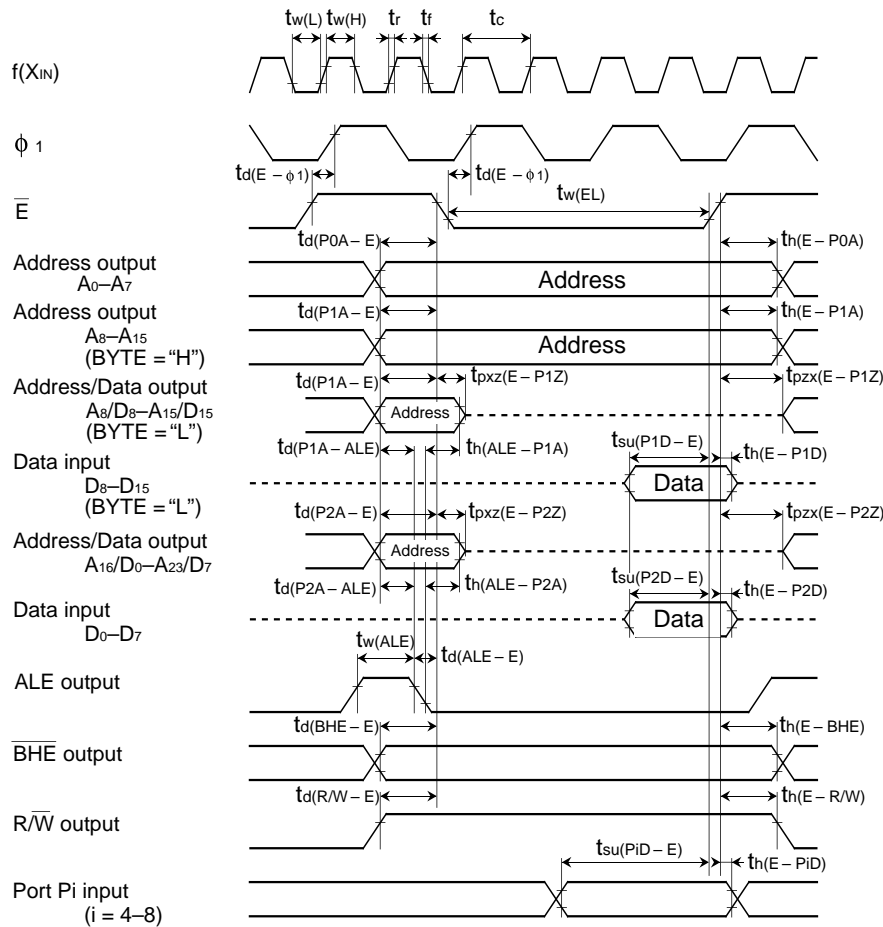 tw(L) tw(H) tr tf tc
f(XIN)
ϕ 1
td(E – ϕ 1) td(E – ϕ 1)
E̅ tw(EL)
td(P0A – E) th(E – P0A)
Address output
A0–A7 Address
td(P1A – E) th(E – P1A)
Address output
A8–A15 Address
(BYTE = “H”)
td(P1A – E) tpxz(E – P1Z) tpzx(E – P1Z)
Address/Data output
A8/D8–A15/D15 Address
(BYTE = “L”)
td(P1A – ALE) th(ALE – P1A) tsu(P1D – E) th(E – P1D)
Data input
D8–D15 Data
(BYTE = “L”)
td(P2A – E) tpxz(E – P2Z) tpzx(E – P2Z)
Address/Data output
A16/D0–A23/D7 Address
td(P2A – ALE) th(ALE – P2A) tsu(P2D – E) th(E – P2D)
Data input
D0–D7 Data
tw(ALE) td(ALE – E)
ALE output
td(BHE – E) th(E – BHE)
B̅H̅E̅ output
td(R/W – E) th(E – R/W)
R/W̅ output
tsu(PiD – E) th(E – PiD)
Port Pi input
(i = 4–8)